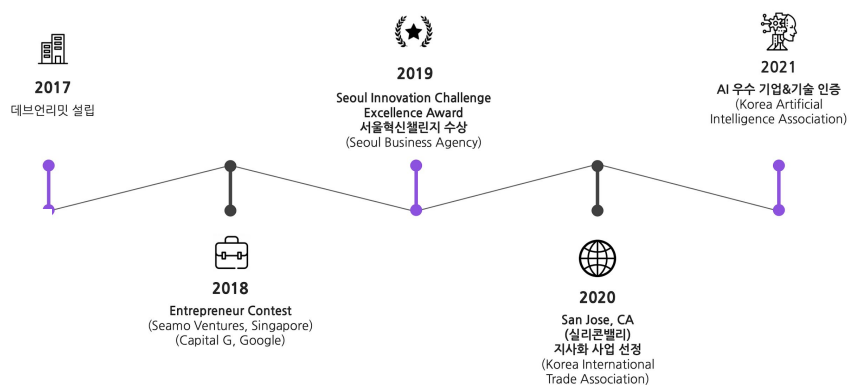 2017
데브언리밋 설립
2018
Entrepreneur Contest
(Seamo Ventures, Singapore)
(Capital G, Google)
2019
Seoul Innovation Challenge
Excellence Award
서울혁신챌린지 수상
(Seoul Business Agency)
2020
San Jose, CA
(실리콘밸리)
지사화 사업 선정
(Korea International
Trade Association)
2021
AI 우수 기업&기술 인증
(Korea Artificial
Intelligence Association)